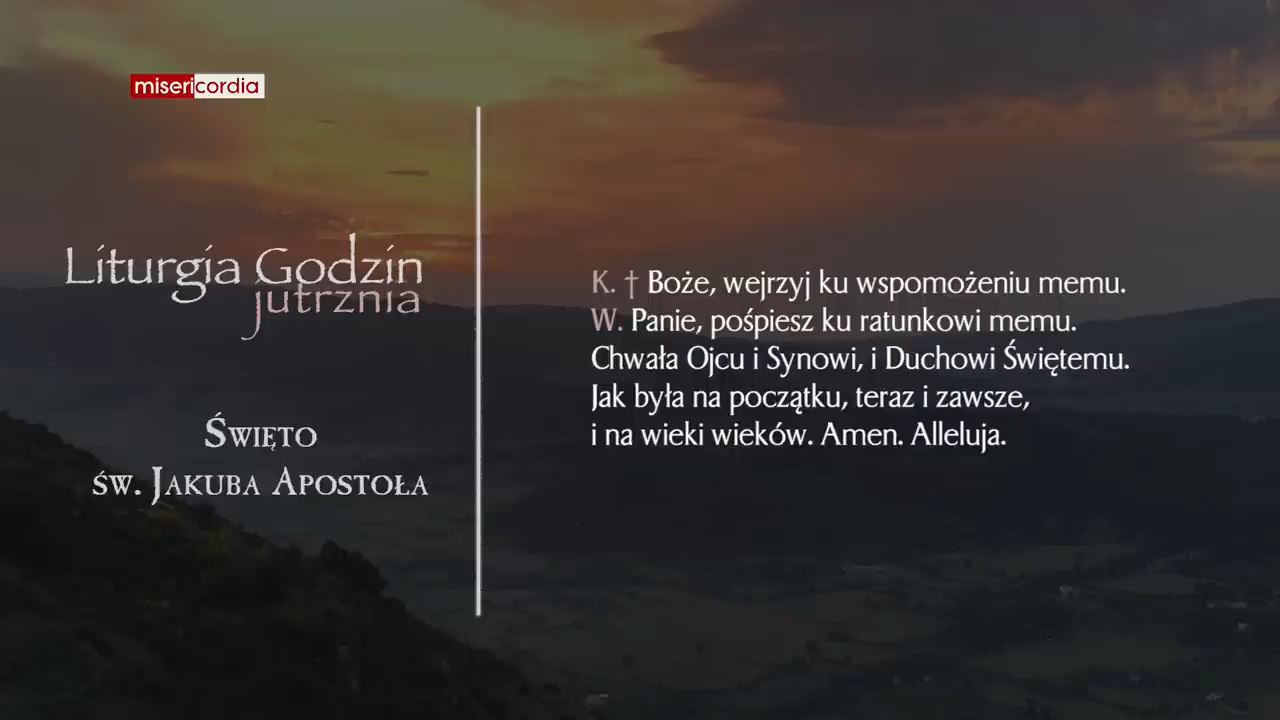 misericordia
Liturgia Godzin
jutrznia
Święto
św. Jakuba Apostoła
K. † Boże, wejrzyj ku wspomożeniu memu.
W. Panie, pośpiesz ku ratunkowi memu.
Chwała Ojcu i Synowi, i Duchowi Świętemu.
Jak była na początku, teraz i zawsze,
i na wieki wieków. Amen. Alleluja.